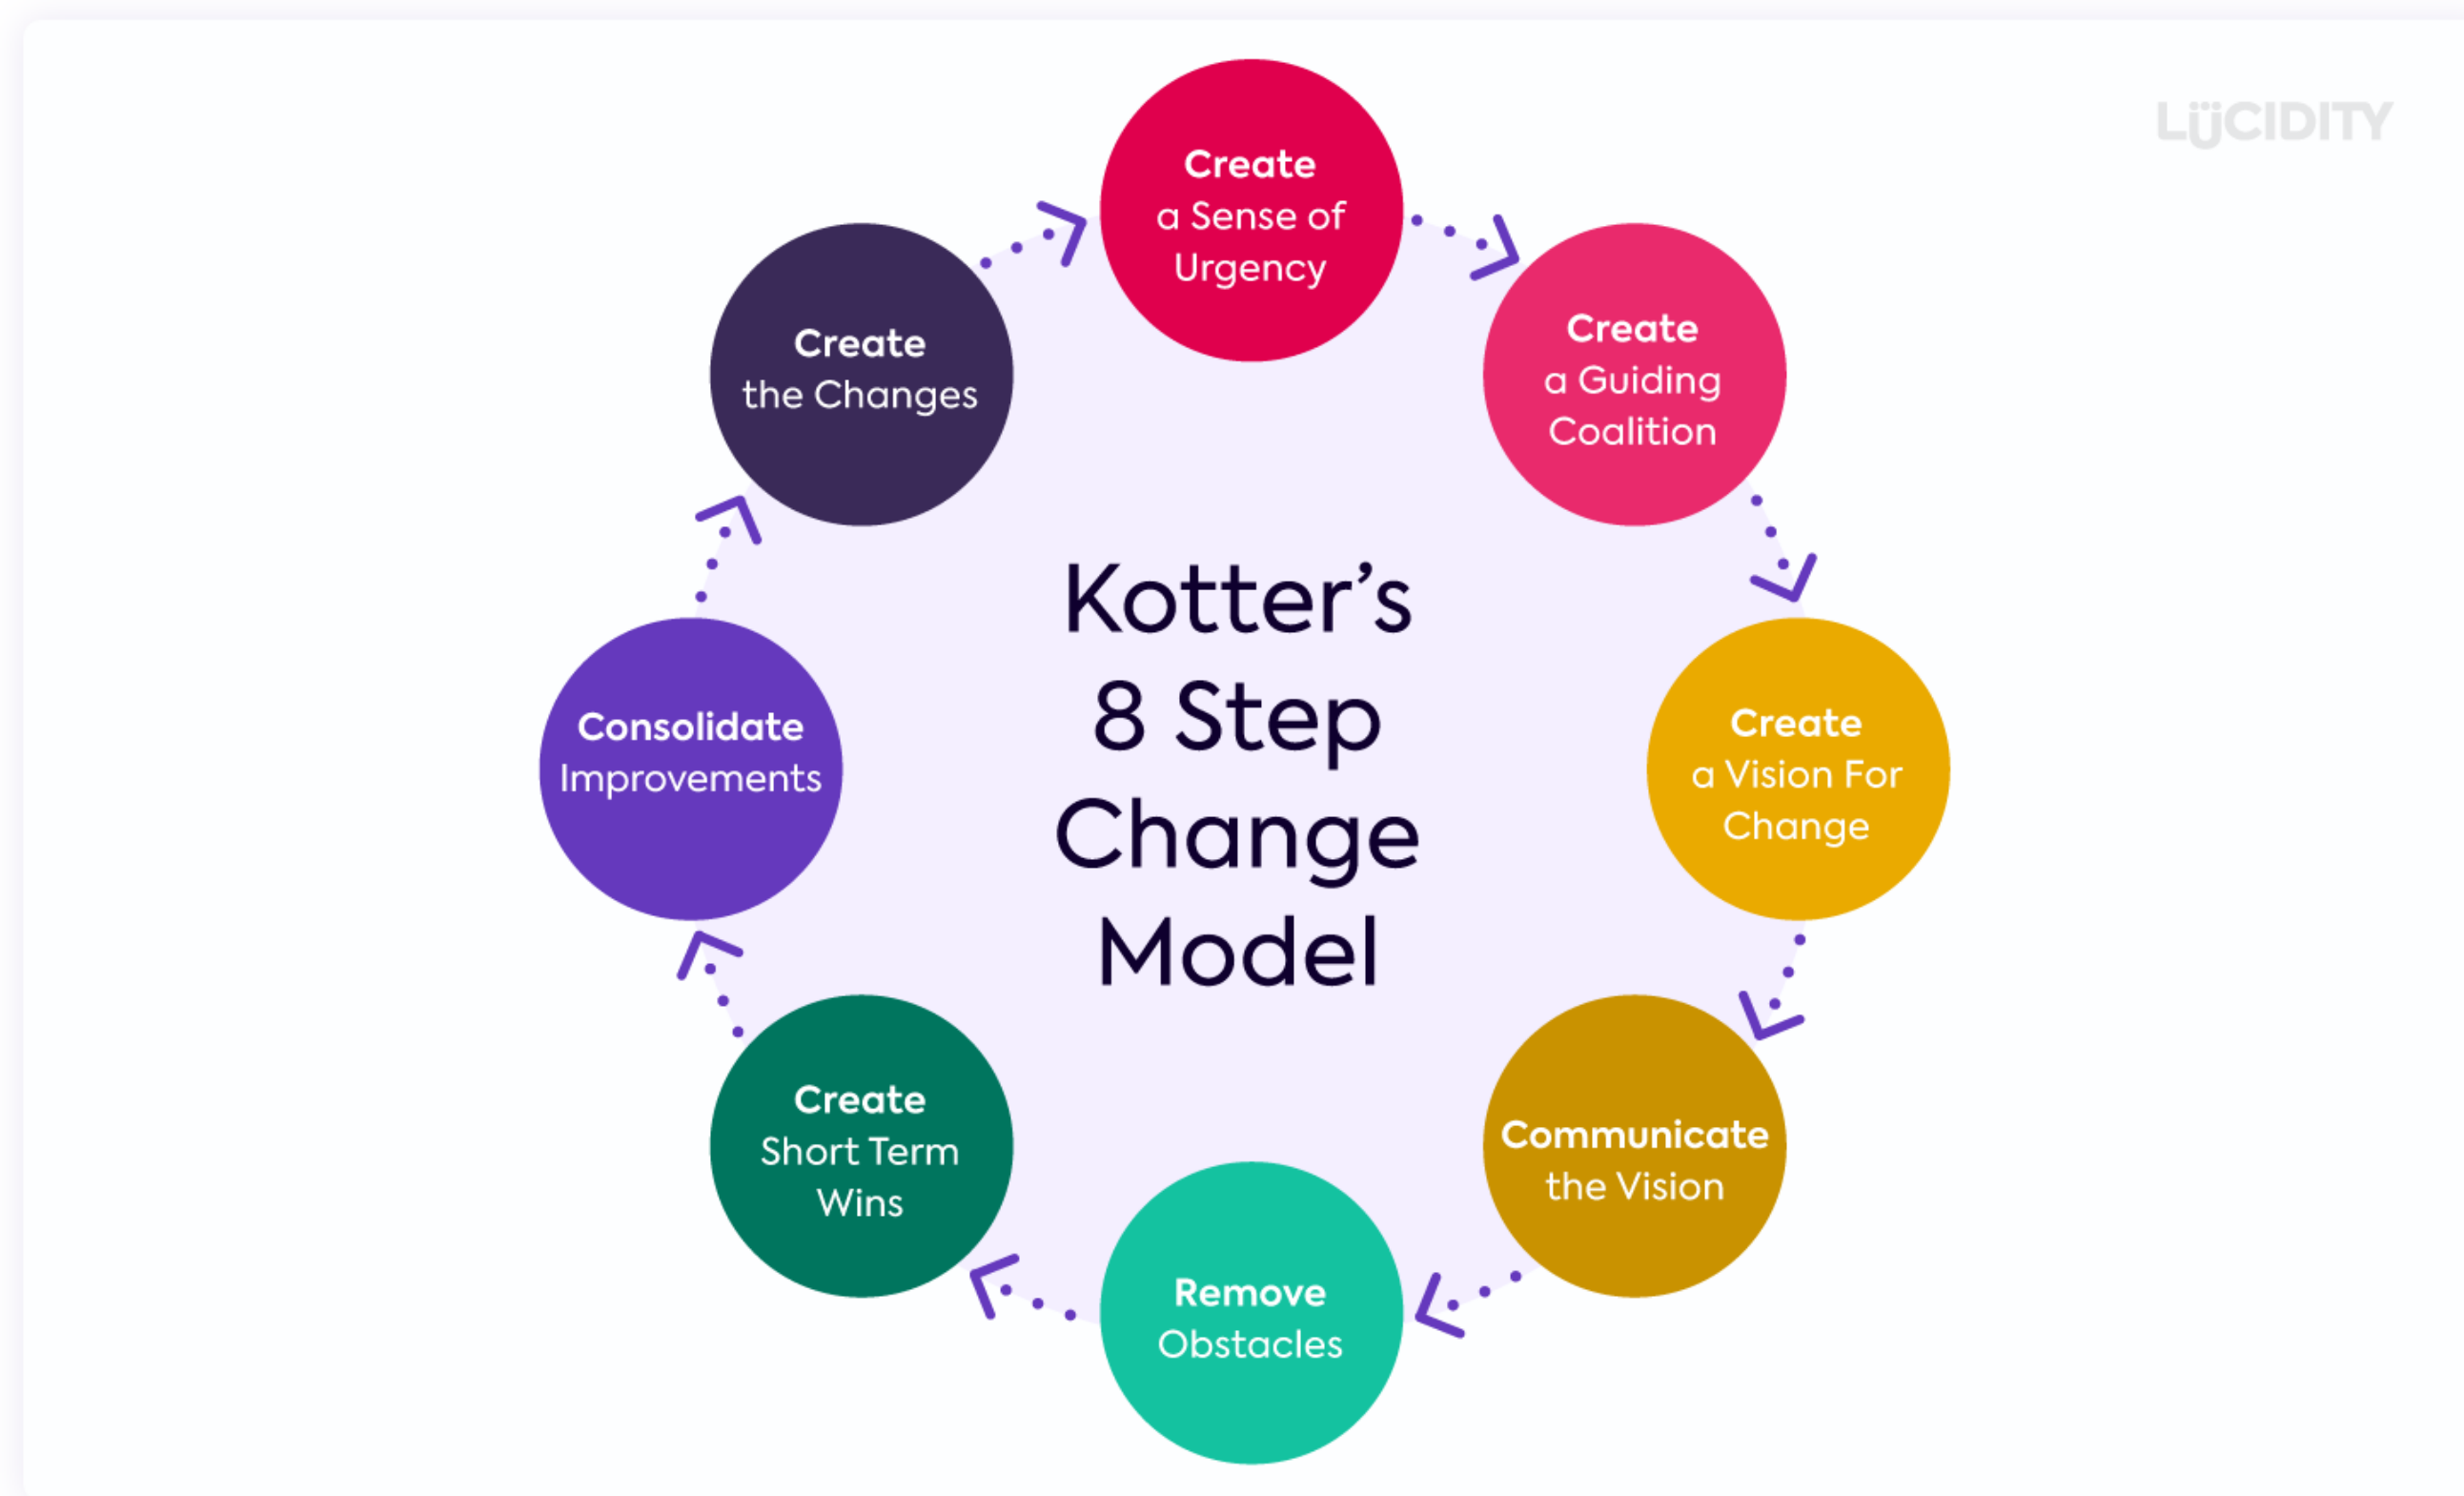 LÜCIDITY
Create
a Sense of
Urgency
Create
a Guiding
Coalition
Create
a Vision For
Change
Communicate
the Vision
Remove
Obstacles
Create
Short Term
Wins
Consolidate
Improvements
Create
the Changes
Kotter’s
8 Step
Change
Model